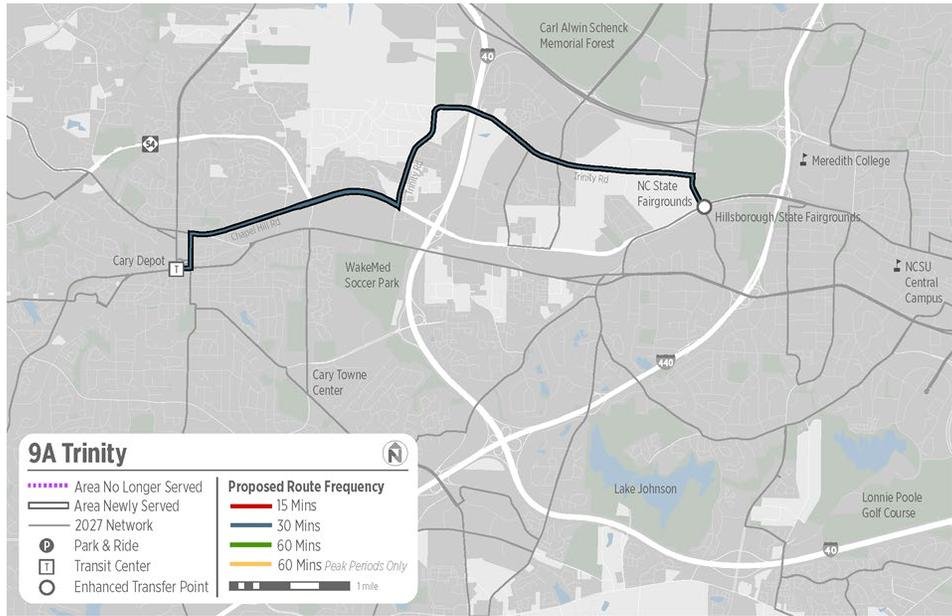 Carl Alwin Schenck
Memorial Forest
40
54
Meredith College
Trinity Rd
Trinity Rd
NC State
Fairgrounds
Hillsborough/State Fairgrounds
Chapel Hill Rd
Cary Depot
T
WakeMed
Soccer Park
NCSU
Central
Campus
440
Cary Towne
Center
Lake Johnson
Lonnie Poole
Golf Course
40
9A Trinity
N
Area No Longer Served
Area Newly Served
2027 Network
P Park & Ride
T Transit Center
Enhanced Transfer Point
Proposed Route Frequency
15 Mins
30 Mins
60 Mins
60 Mins Peak Periods Only
1 mile